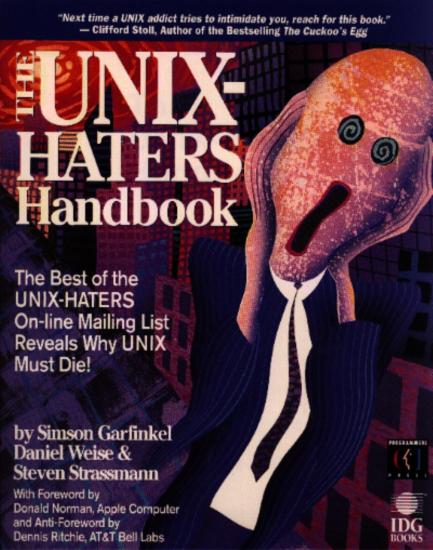 "Next time a UNIX addict tries to intimidate you, reach for this book."
— Clifford Stoll, Author of the Bestselling The Cuckoo's Egg
THE UNIX-
HATERS
Handbook
The Best of the
UNIX-HATERS
On-line Mailing List
Reveals Why UNIX
Must Die!
by Simson Garfinkel
Daniel Weise &
Steven Strassmann
With Foreword by
Donald Norman, Apple Computer
and Anti-Foreword by
Dennis Ritchie, AT&T Bell Labs
PROGRAMMERS
PRESS
IDG
BOOKS